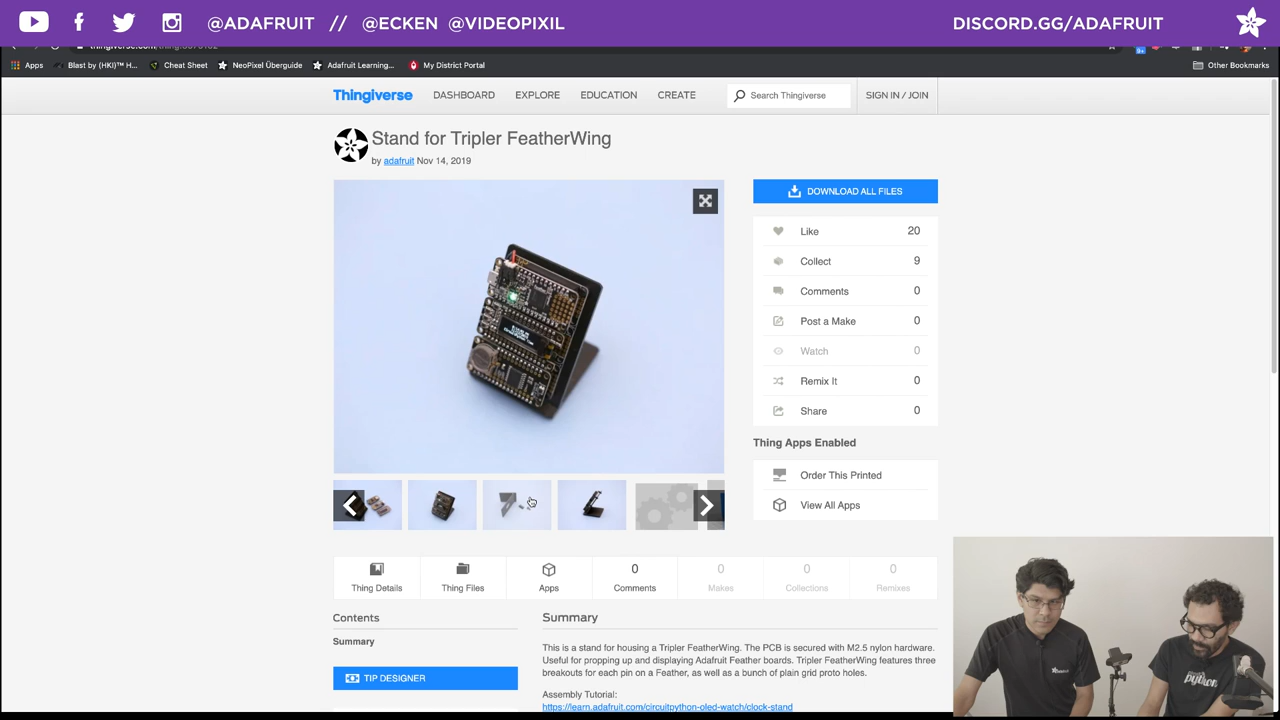 @ADAFRUIT // @ECKEN @VIDEOPIXIL
DISCORD.GG/ADAFRUIT
Apps
Blast by (HKI)™ H...
Cheat Sheet
NeoPixel Überguide
Adafruit Learning...
My District Portal
Other Bookmarks
Thingiverse
DASHBOARD
EXPLORE
EDUCATION
CREATE
Search Thingiverse
SIGN IN / JOIN
Stand for Tripler FeatherWing
by adafruit Nov 14, 2019
DOWNLOAD ALL FILES
Like 20
Collect 9
Comments 0
Post a Make 0
Watch 0
Remix It 0
Share 0
Thing Apps Enabled
Order This Printed
View All Apps
Thing Details
Thing Files
Apps
0 Comments
0 Makes
0 Collections
0 Remixes
Contents
Summary
TIP DESIGNER
Summary
This is a stand for housing a Tripler FeatherWing. The PCB is secured with M2.5 nylon hardware.
Useful for propping up and displaying Adafruit Feather boards. Tripler FeatherWing features three
breakouts for each pin on a Feather, as well as a bunch of plain grid proto holes.
Assembly Tutorial:
https://learn.adafruit.com/circuitpython-oled-watch/clock-stand
python